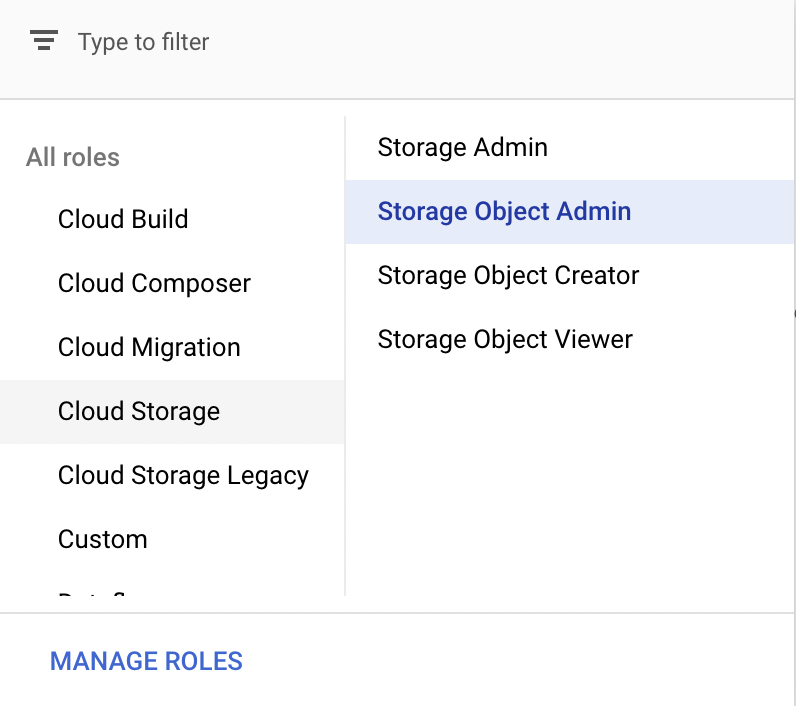 Type to filter
All roles
Cloud Build
Cloud Composer
Cloud Migration
Cloud Storage
Cloud Storage Legacy
Custom
Storage Admin
Storage Object Admin
Storage Object Creator
Storage Object Viewer
MANAGE ROLES